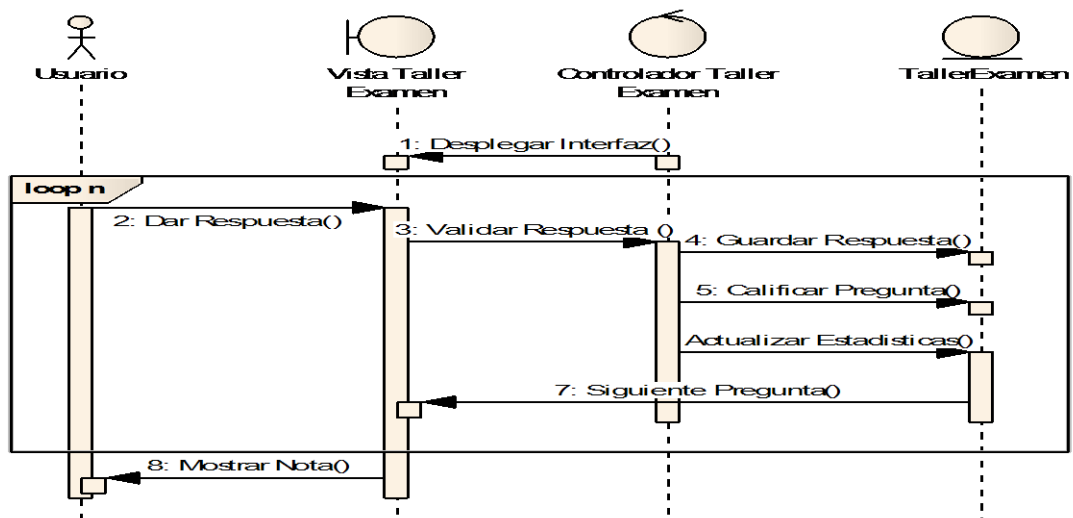 Usuario
Vista Taller
Examen
Controlador Taller
Examen
TallerExamen
1: Desplegar Interfaz()
loop n
2: Dar Respuesta()
3: Validar Respuesta ()
4: Guardar Respuesta()
5: Calificar Pregunta()
Actualizar Estadisticas()
7: Siguiente Pregunta()
8: Mostrar Nota()